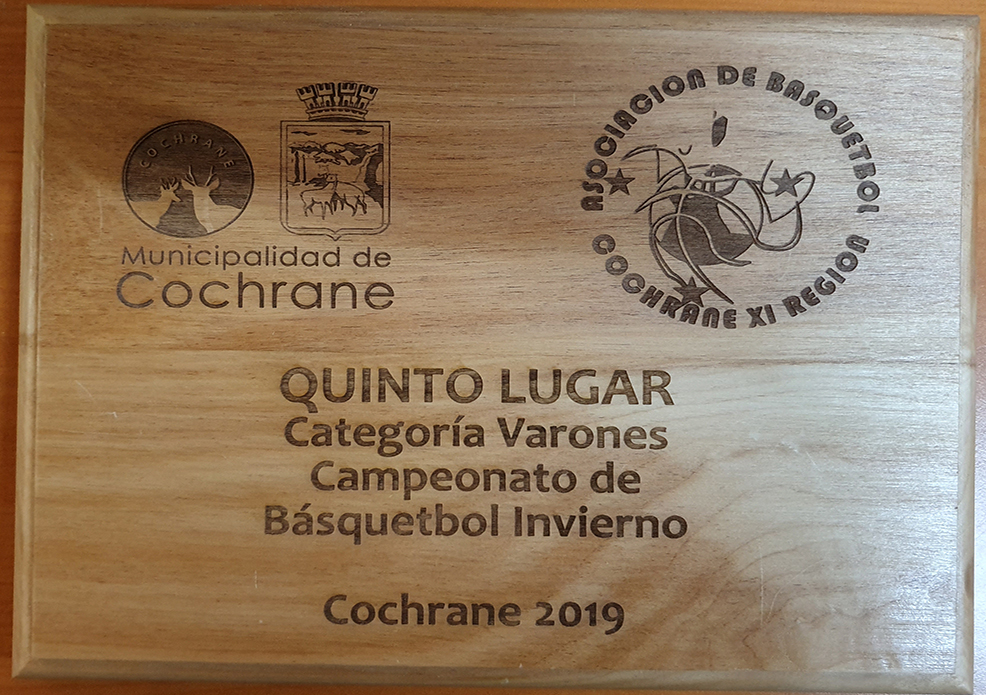 COCHRANE
Municipalidad de
Cochrane
ASOCIACION DE BASQUETBOL
COCHRANE XI REGION
QUINTO LUGAR
Categoría Varones
Campeonato de
Básquetbol Invierno
Cochrane 2019